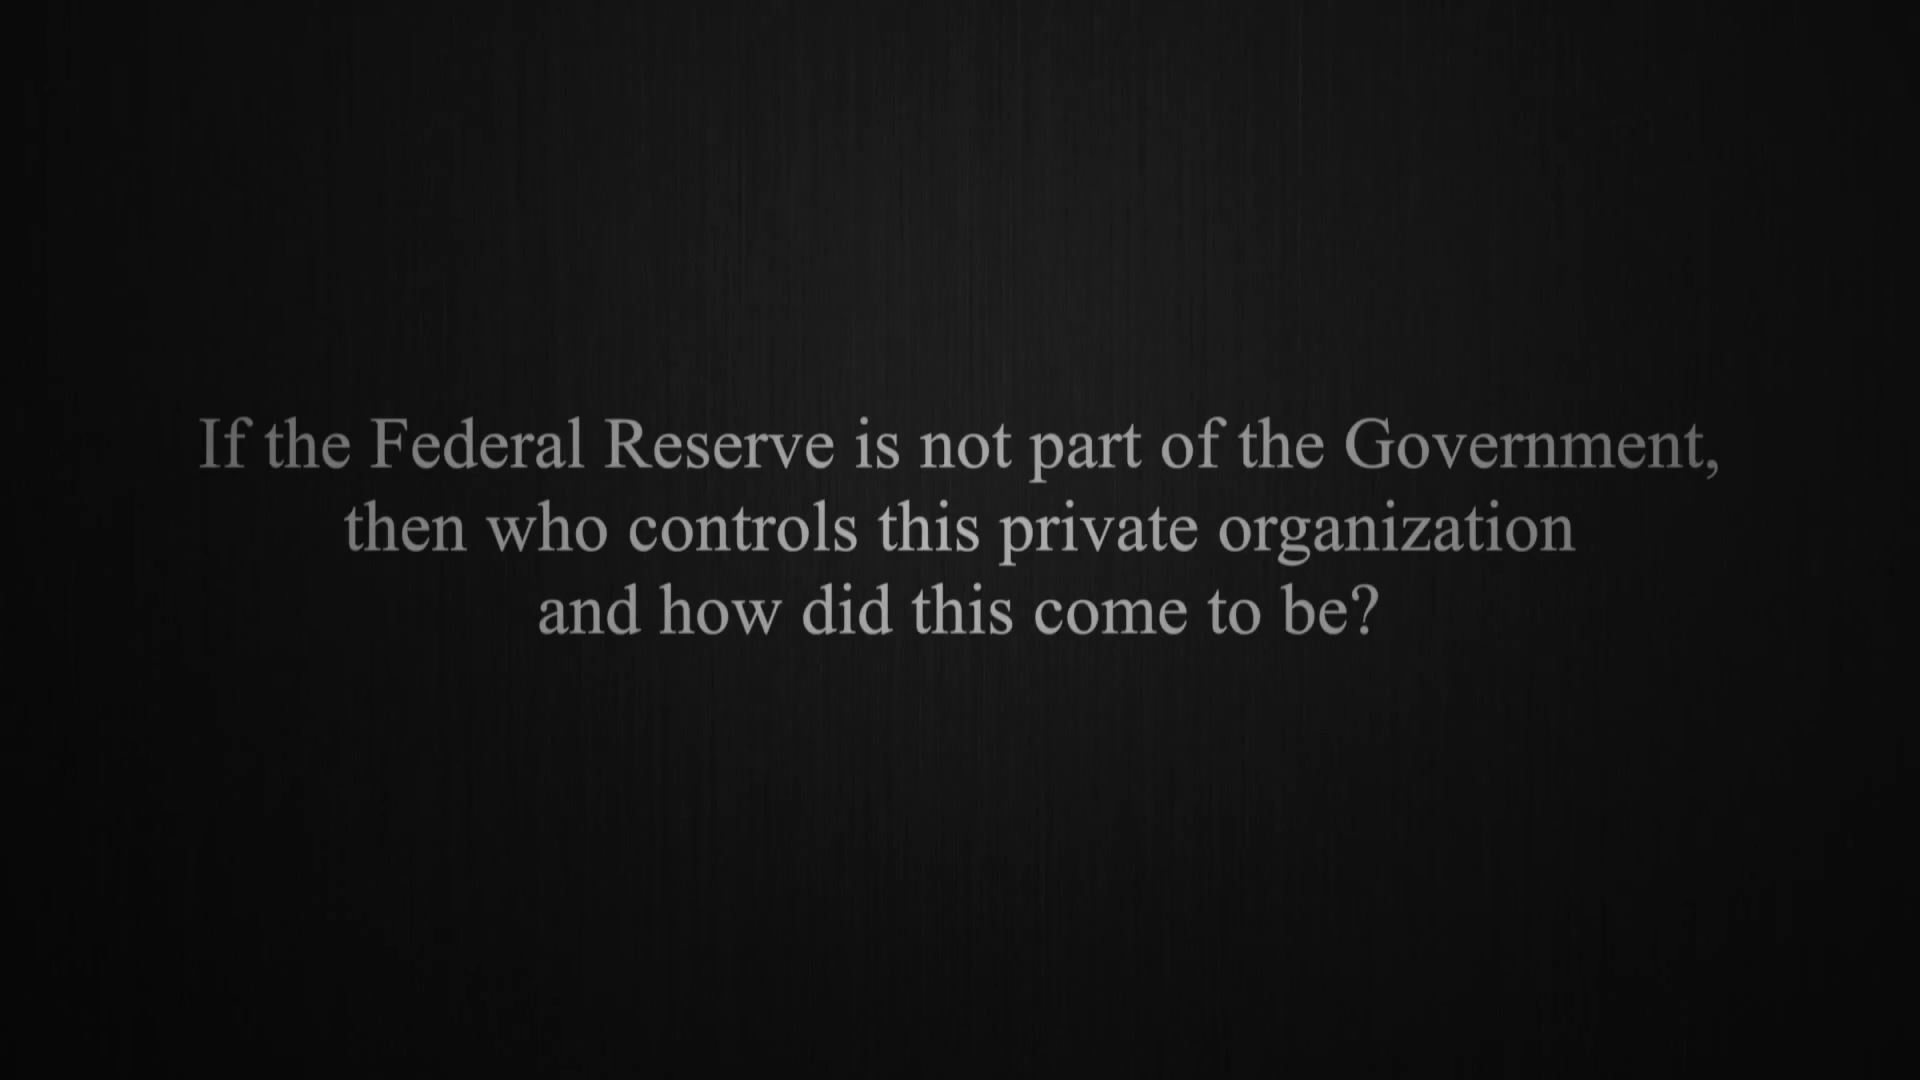 If the Federal Reserve is not part of the Government,
then who controls this private organization
and how did this come to be?